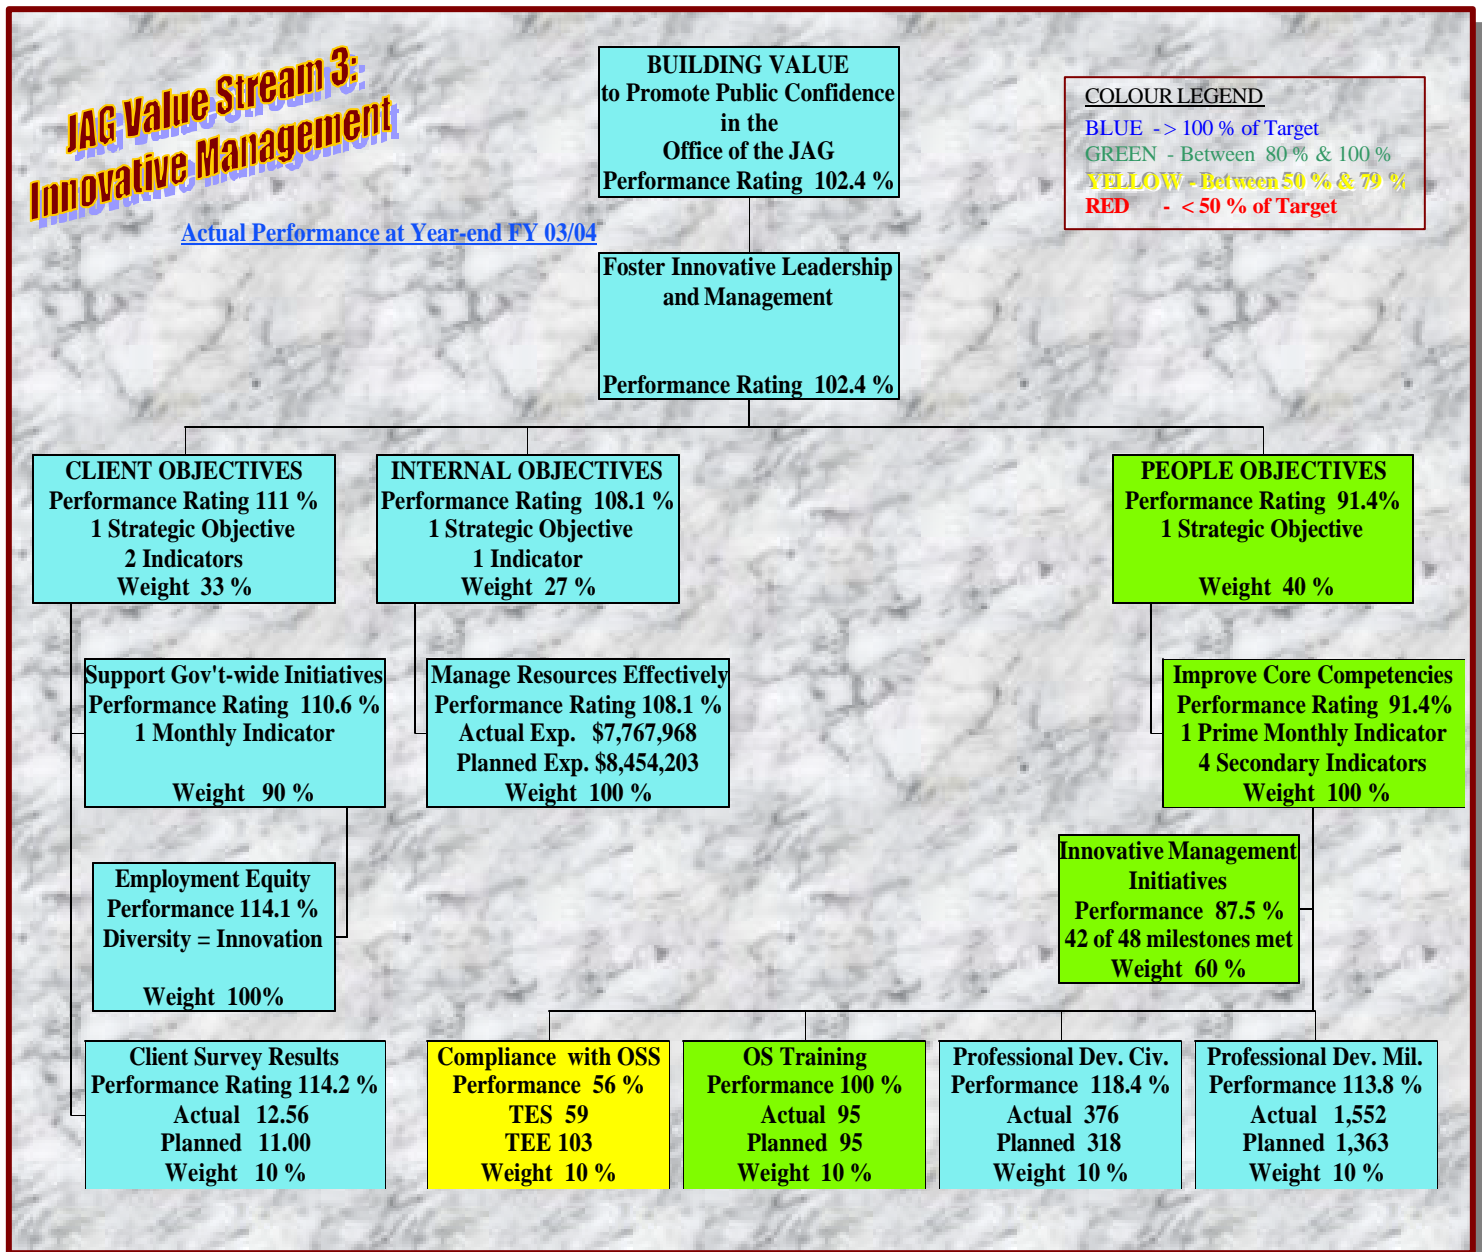 JAG Value Stream 3:
Innovative Management
Actual Performance at Year-end FY 03/04
BUILDING VALUE
to Promote Public Confidence
in the
Office of the JAG
Performance Rating 102.4 %
COLOUR LEGEND
BLUE - > 100 % of Target
GREEN - Between 80 % & 100 %
YELLOW - Between 50 % & 79 %
RED - < 50 % of Target
Foster Innovative Leadership
and Management
Performance Rating 102.4 %
CLIENT OBJECTIVES
Performance Rating 111 %
1 Strategic Objective
2 Indicators
Weight 33 %
INTERNAL OBJECTIVES
Performance Rating 108.1 %
1 Strategic Objective
1 Indicator
Weight 27 %
PEOPLE OBJECTIVES
Performance Rating 91.4%
1 Strategic Objective
Weight 40 %
Support Gov't-wide Initiatives
Performance Rating 110.6 %
1 Monthly Indicator
Weight 90 %
Manage Resources Effectively
Performance Rating 108.1 %
Actual Exp. $7,767,968
Planned Exp. $8,454,203
Weight 100 %
Improve Core Competencies
Performance Rating 91.4%
1 Prime Monthly Indicator
4 Secondary Indicators
Weight 100 %
Employment Equity
Performance 114.1 %
Diversity = Innovation
Weight 100%
Innovative Management
Initiatives
Performance 87.5 %
42 of 48 milestones met
Weight 60 %
Client Survey Results
Performance Rating 114.2 %
Actual 12.56
Planned 11.00
Weight 10 %
Compliance with OSS
Performance 56 %
TES 59
TEE 103
Weight 10 %
OS Training
Performance 100 %
Actual 95
Planned 95
Weight 10 %
Professional Dev. Civ.
Performance 118.4 %
Actual 376
Planned 318
Weight 10 %
Professional Dev. Mil.
Performance 113.8 %
Actual 1,552
Planned 1,363
Weight 10 %